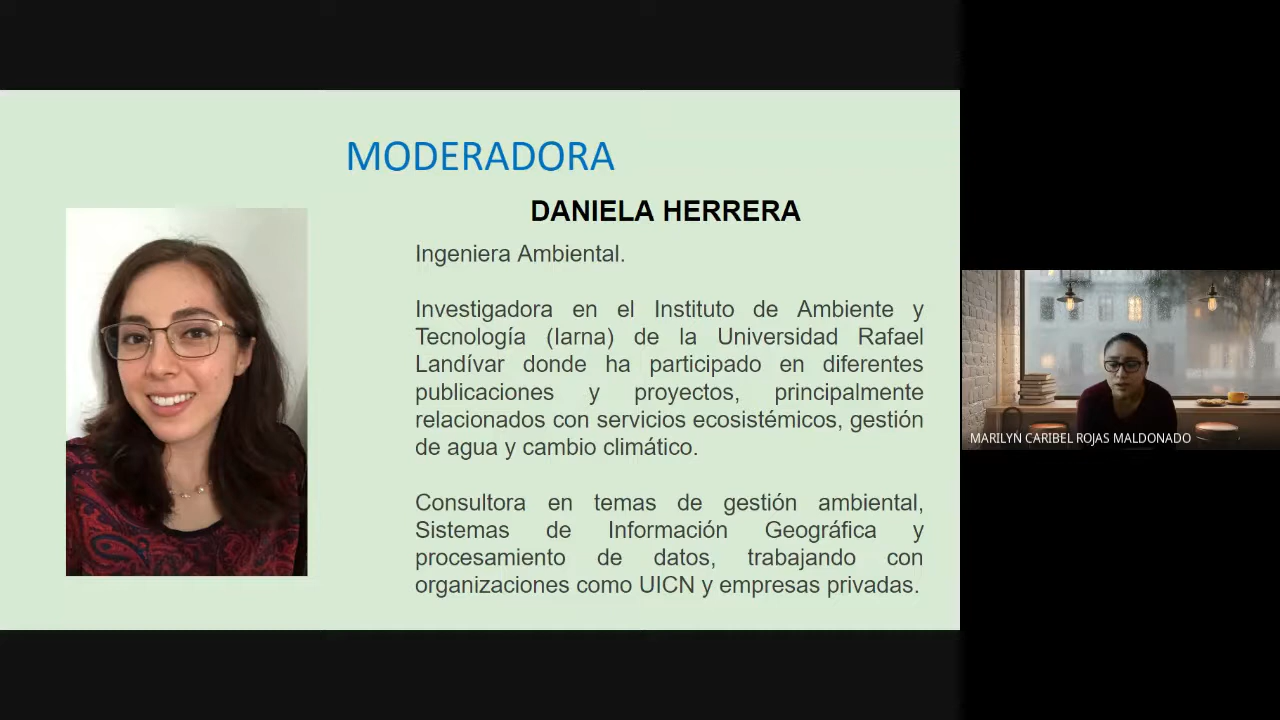 MODERADORA
DANIELA HERRERA
Ingeniera Ambiental.
Investigadora en el Instituto de Ambiente y
Tecnología (Iarna) de la Universidad Rafael
Landívar donde ha participado en diferentes
publicaciones y proyectos, principalmente
relacionados con servicios ecosistémicos, gestión
de agua y cambio climático.
Consultora en temas de gestión ambiental,
Sistemas de Información Geográfica y
procesamiento de datos, trabajando con
organizaciones como UICN y empresas privadas.
MARILYN CARIBEL ROJAS MALDONADO